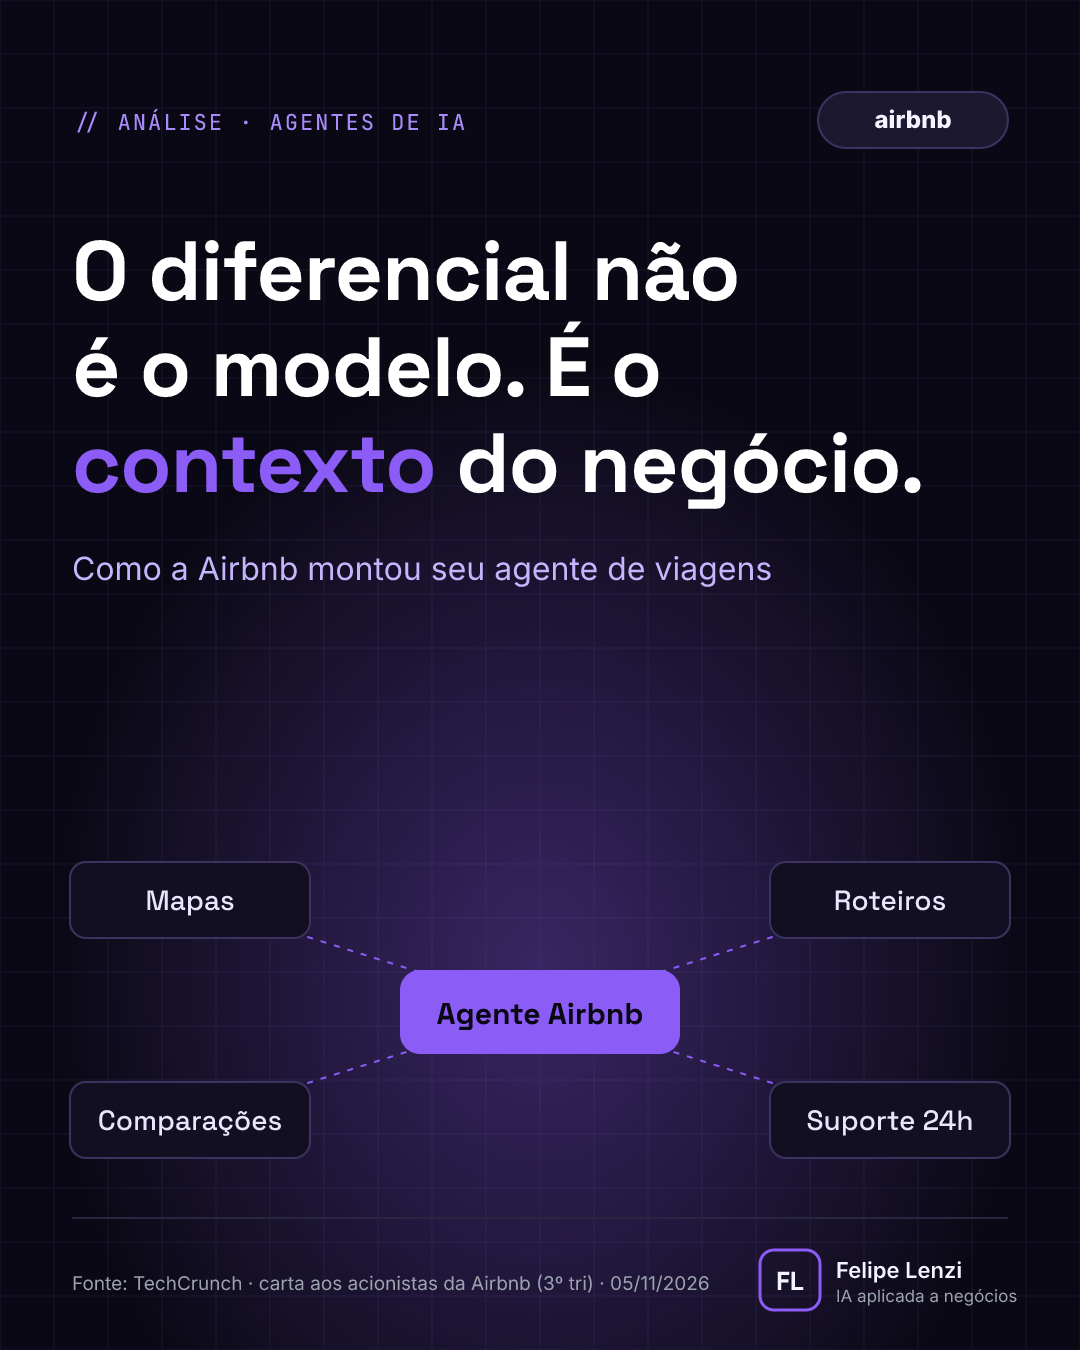 // ANÁLISE · AGENTES DE IA
airbnb
O diferencial não
é o modelo. É o
contexto do negócio.
Como a Airbnb montou seu agente de viagens
Mapas
Roteiros
Agente Airbnb
Comparações
Suporte 24h
Fonte: TechCrunch · carta aos acionistas da Airbnb (3º tri) · 05/11/2026
FL
Felipe Lenzi
IA aplicada a negócios